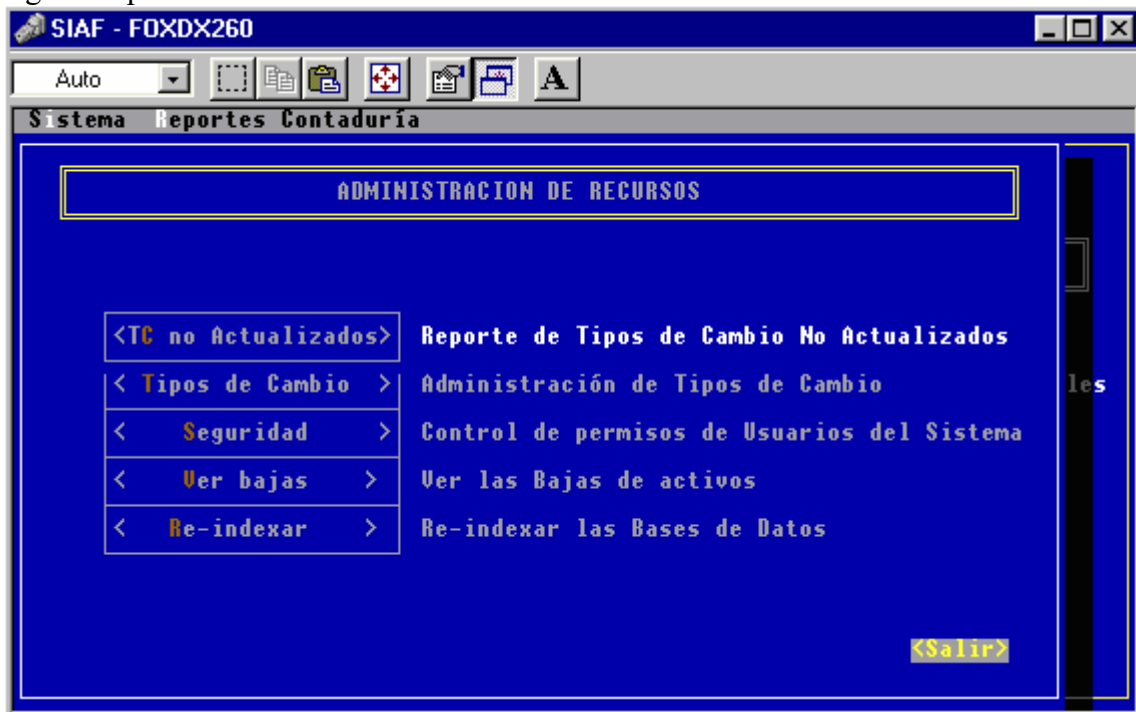 SIAF - FOXDX260
Auto
A
Sistema Reportes Contaduría
ADMINISTRACION DE RECURSOS
<TC no Actualizados> Reporte de Tipos de Cambio No Actualizados
< Tipos de Cambio > Administración de Tipos de Cambio
les
< Seguridad > Control de permisos de Usuarios del Sistema
< Ver bajas > Ver las Bajas de activos
< Re-indexar > Re-indexar las Bases de Datos
<Salir>